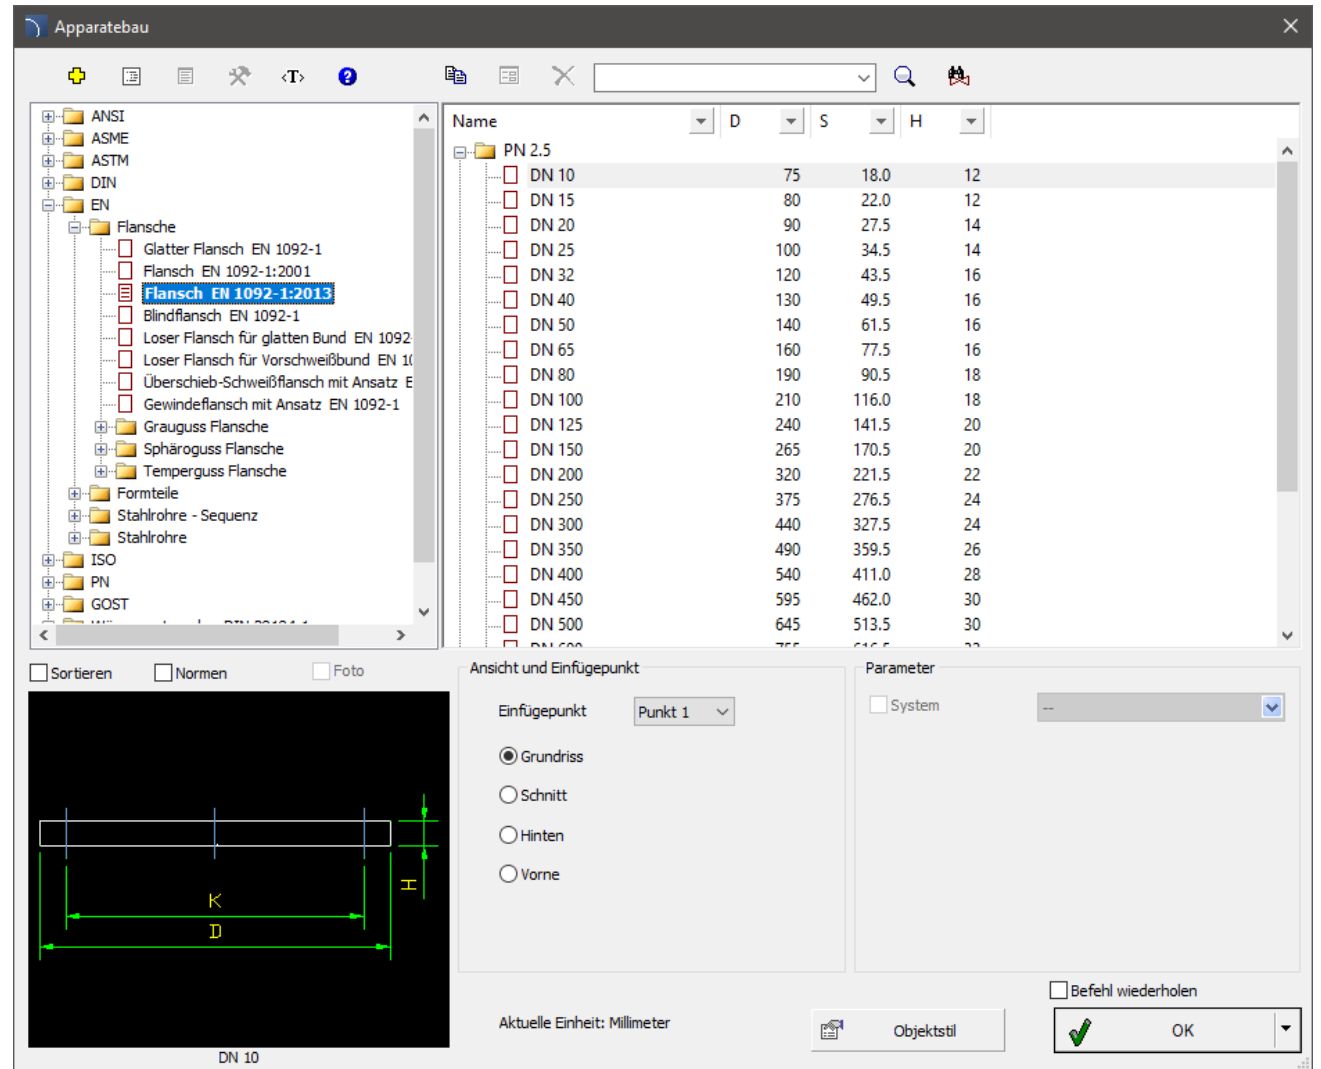 Apparatebau
‹T›
ANSI
ASME
ASTM
DIN
EN
Flansche
Glatter Flansch EN 1092-1
Flansch EN 1092-1:2001
Flansch EN 1092-1:2013
Blindflansch EN 1092-1
Loser Flansch für glatten Bund EN 1092-
Loser Flansch für Vorschweißbund EN 10
Überschieb-Schweißflansch mit Ansatz E
Gewindeflansch mit Ansatz EN 1092-1
Grauguss Flansche
Sphäroguss Flansche
Temperguss Flansche
Formteile
Stahlrohre - Sequenz
Stahlrohre
ISO
PN
GOST
Name D S H
PN 2.5
DN 10 75 18.0 12
DN 15 80 22.0 12
DN 20 90 27.5 14
DN 25 100 34.5 14
DN 32 120 43.5 16
DN 40 130 49.5 16
DN 50 140 61.5 16
DN 65 160 77.5 16
DN 80 190 90.5 18
DN 100 210 116.0 18
DN 125 240 141.5 20
DN 150 265 170.5 20
DN 200 320 221.5 22
DN 250 375 276.5 24
DN 300 440 327.5 24
DN 350 490 359.5 26
DN 400 540 411.0 28
DN 450 595 462.0 30
DN 500 645 513.5 30
Sortieren Normen Foto
K
D
H
DN 10
Ansicht und Einfügepunkt
Einfügepunkt Punkt 1
Grundriss
Schnitt
Hinten
Vorne
Parameter
System --
Befehl wiederholen
Aktuelle Einheit: Millimeter
Objektstil
OK